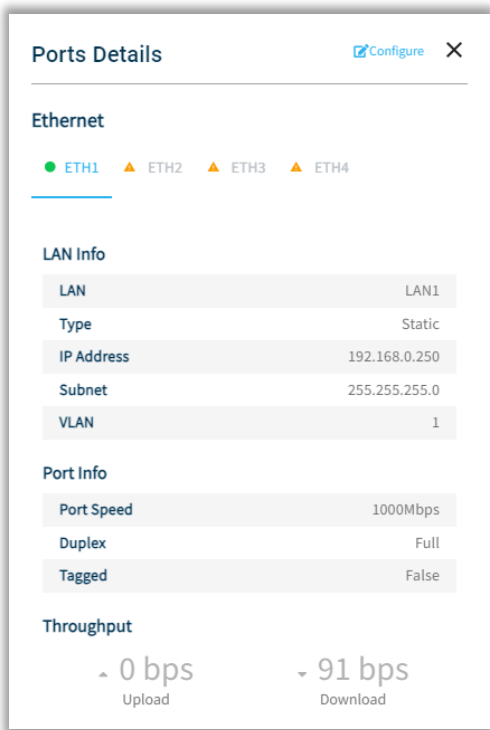 Ports Details Configure
Ethernet
ETH1 ETH2 ETH3 ETH4
LAN Info
LAN LAN1
Type Static
IP Address 192.168.0.250
Subnet 255.255.255.0
VLAN 1
Port Info
Port Speed 1000Mbps
Duplex Full
Tagged False
Throughput
0 bps 91 bps
Upload Download